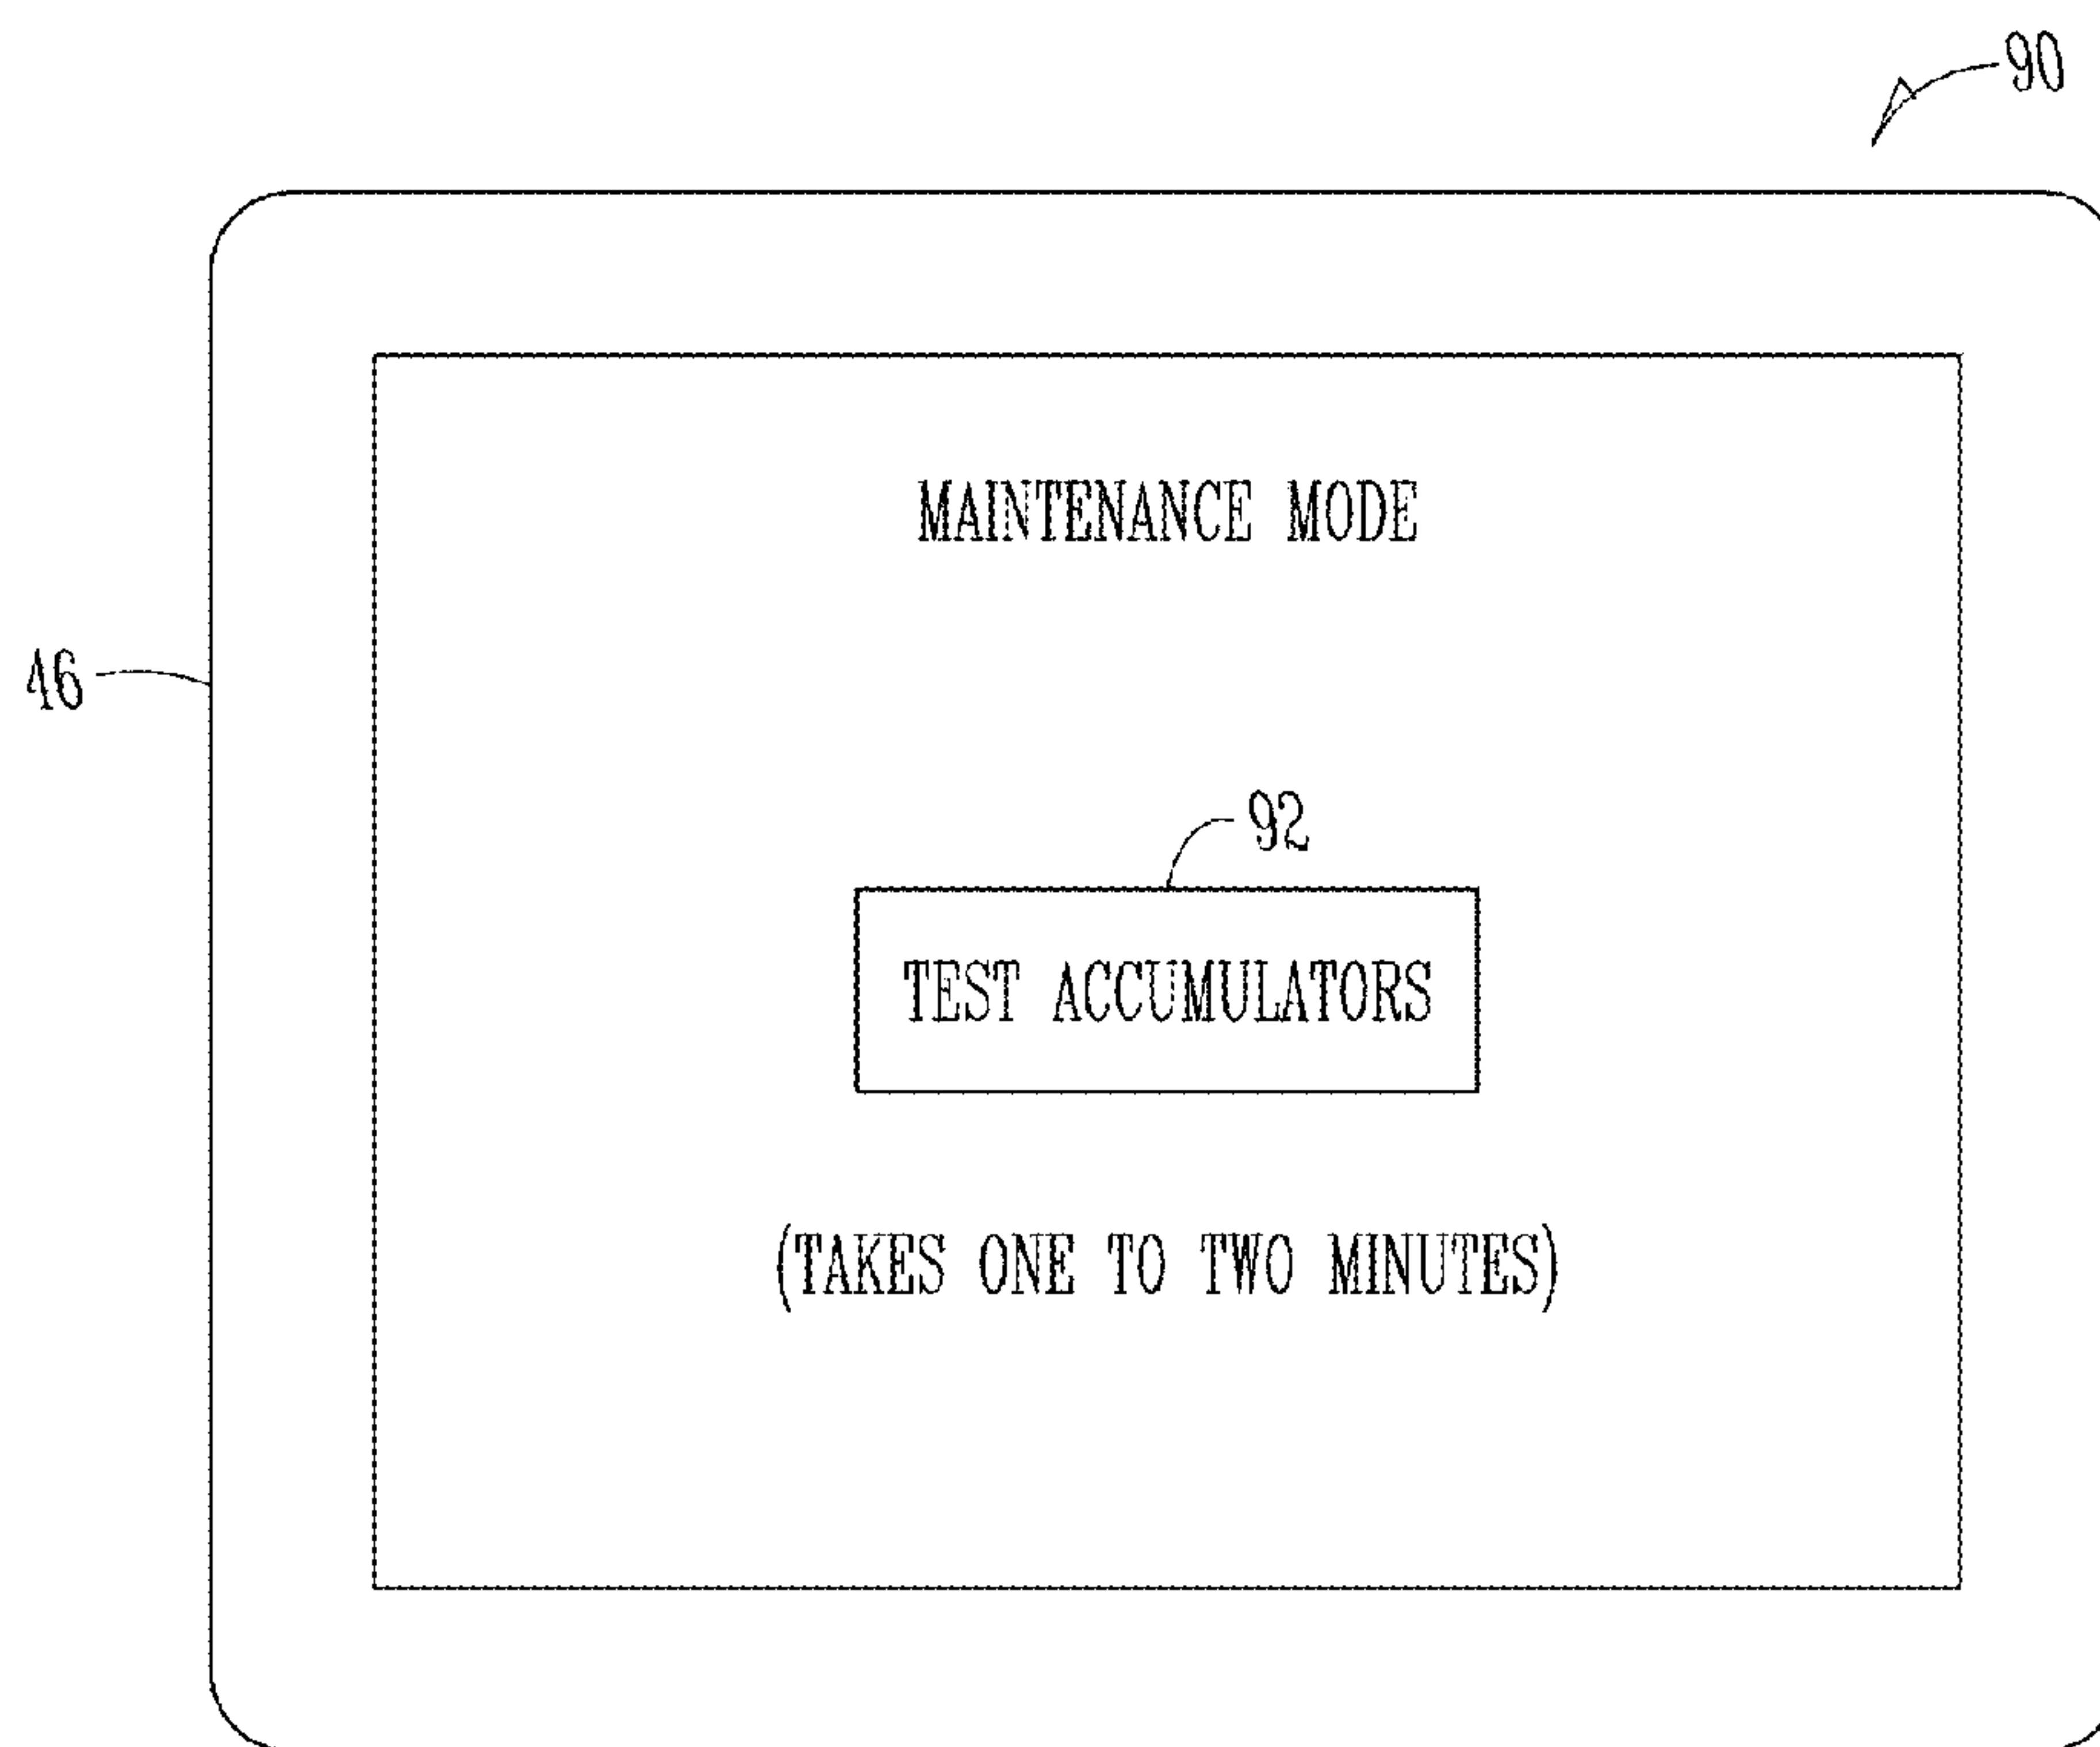 90
MAINTENANCE MODE
46
92
TEST ACCUMULATORS
(TAKES ONE TO TWO MINUTES)